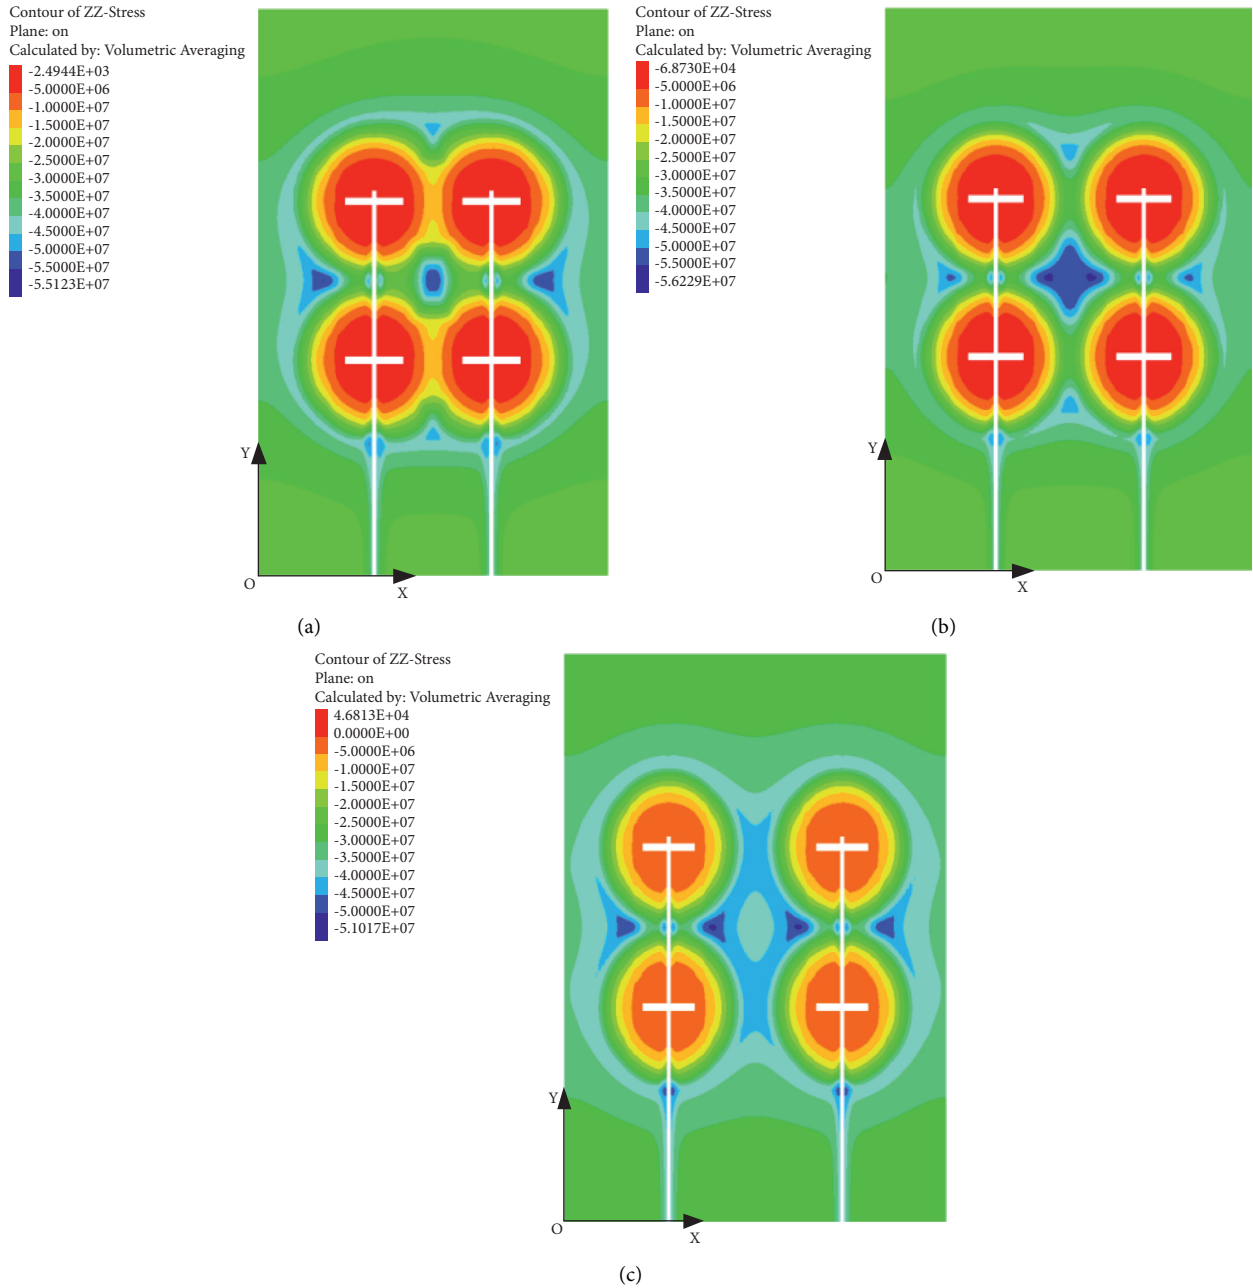 Contour of ZZ-Stress
Plane: on
Calculated by: Volumetric Averaging
-2.4944E+03
-5.0000E+06
-1.0000E+07
-1.5000E+07
-2.0000E+07
-2.5000E+07
-3.0000E+07
-3.5000E+07
-4.0000E+07
-4.5000E+07
-5.0000E+07
-5.5000E+07
-5.5123E+07
Y
O
X
(a)
Contour of ZZ-Stress
Plane: on
Calculated by: Volumetric Averaging
-6.8730E+04
-5.0000E+06
-1.0000E+07
-1.5000E+07
-2.0000E+07
-2.5000E+07
-3.0000E+07
-3.5000E+07
-4.0000E+07
-4.5000E+07
-5.0000E+07
-5.5000E+07
-5.6229E+07
Y
O
X
(b)
Contour of ZZ-Stress
Plane: on
Calculated by: Volumetric Averaging
4.6813E+04
0.0000E+00
-5.0000E+06
-1.0000E+07
-1.5000E+07
-2.0000E+07
-2.5000E+07
-3.0000E+07
-3.5000E+07
-4.0000E+07
-4.5000E+07
-5.0000E+07
-5.1017E+07
Y
O
X
(c)